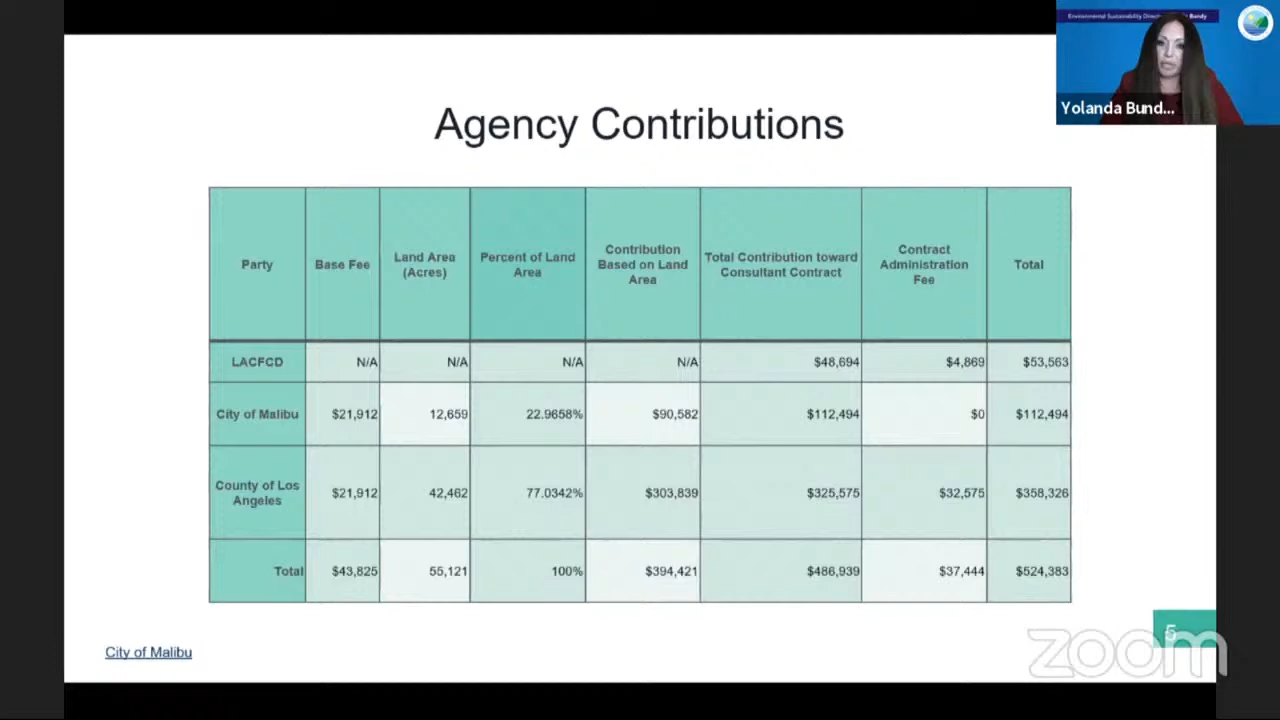 Environmental Sustainability
Yolanda Bund...
Agency Contributions
Party
Base Fee
Land Area
(Acres)
Percent of Land
Area
Contribution
Based on Land
Area
Total Contribution toward
Consultant Contract
Contract
Administration
Fee
Total
LACFCD
N/A
N/A
N/A
N/A
$48,694
$4,869
$53,563
City of Malibu
$21,912
12,659
22.9658%
$90,582
$112,494
$0
$112,494
County of Los
Angeles
$21,912
42,462
77.0342%
$303,839
$325,575
$32,575
$358,326
Total
$43,825
55,121
100%
$394,421
$486,939
$37,444
$524,383
5
City of Malibu
zoom